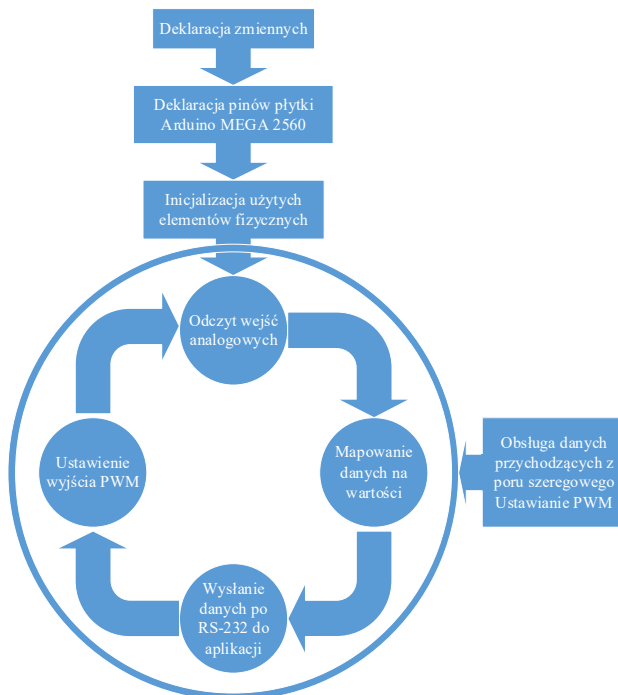 Deklaracja zmiennych
Deklaracja pinów płytki
Arduino MEGA 2560
Inicjalizacja użytych
elementów fizycznych
Odczyt wejść
analogowych
Mapowanie
danych na
wartości
Obsługa danych
przychodzących z
poru szeregowego
Ustawianie PWM
Wysłanie
danych po
RS-232 do
aplikacji
Ustawienie
wyjścia PWM